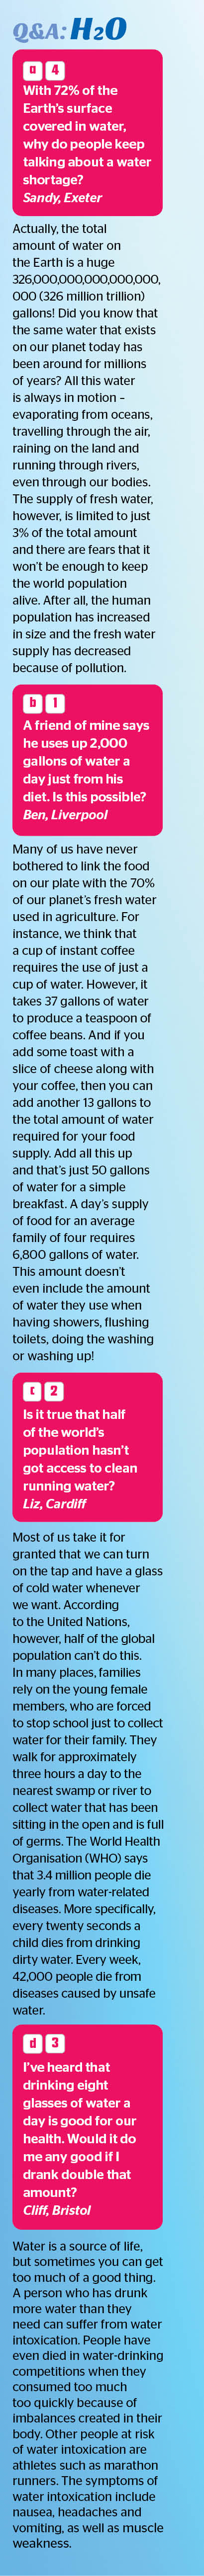 Q&A: H2O
a 4
With 72% of the
Earth's surface
covered in water,
why do people keep
talking about a water
shortage?
Sandy, Exeter
Actually, the total
amount of water on
the Earth is a huge
326,000,000,000,000,000,
000 (326 million trillion)
gallons! Did you know that
the same water that exists
on our planet today has
been around for millions
of years? All this water
is always in motion –
evaporating from oceans,
travelling through the air,
raining on the land and
running through rivers,
even through our bodies.
The supply of fresh water,
however, is limited to just
3% of the total amount
and there are fears that it
won't be enough to keep
the world population
alive. After all, the human
population has increased
in size and the fresh water
supply has decreased
because of pollution.
b 1
A friend of mine says
he uses up 2,000
gallons of water a
day just from his
diet. Is this possible?
Ben, Liverpool
Many of us have never
bothered to link the food
on our plate with the 70%
of our planet's fresh water
used in agriculture. For
instance, we think that
a cup of instant coffee
requires the use of just a
cup of water. However, it
takes 37 gallons of water
to produce a teaspoon of
coffee beans. And if you
add some toast with a
slice of cheese along with
your coffee, then you can
add another 13 gallons to
the total amount of water
required for your food
supply. Add all this up
and that's just 50 gallons
of water for a simple
breakfast. A day's supply
of food for an average
family of four requires
6,800 gallons of water.
This amount doesn't
even include the amount
of water they use when
having showers, flushing
toilets, doing the washing
or washing up!
c 2
Is it true that half
of the world's
population hasn't
got access to clean
running water?
Liz, Cardiff
Most of us take it for
granted that we can turn
on the tap and have a glass
of cold water whenever
we want. According
to the United Nations,
however, half of the global
population can't do this.
In many places, families
rely on the young female
members, who are forced
to stop school just to collect
water for their family. They
walk for approximately
three hours a day to the
nearest swamp or river to
collect water that has been
sitting in the open and is full
of germs. The World Health
Organisation (WHO) says
that 3.4 million people die
yearly from water-related
diseases. More specifically,
every twenty seconds a
child dies from drinking
dirty water. Every week,
42,000 people die from
diseases caused by unsafe
water.
d 3
I've heard that
drinking eight
glasses of water a
day is good for our
health. Would it do
me any good if I
drank double that
amount?
Cliff, Bristol
Water is a source of life,
but sometimes you can get
too much of a good thing.
A person who has drunk
more water than they
need can suffer from water
intoxication. People have
even died in water-drinking
competitions when they
consumed too much
too quickly because of
imbalances created in their
body. Other people at risk
of water intoxication are
athletes such as marathon
runners. The symptoms of
water intoxication include
nausea, headaches and
vomiting, as well as muscle
weakness.